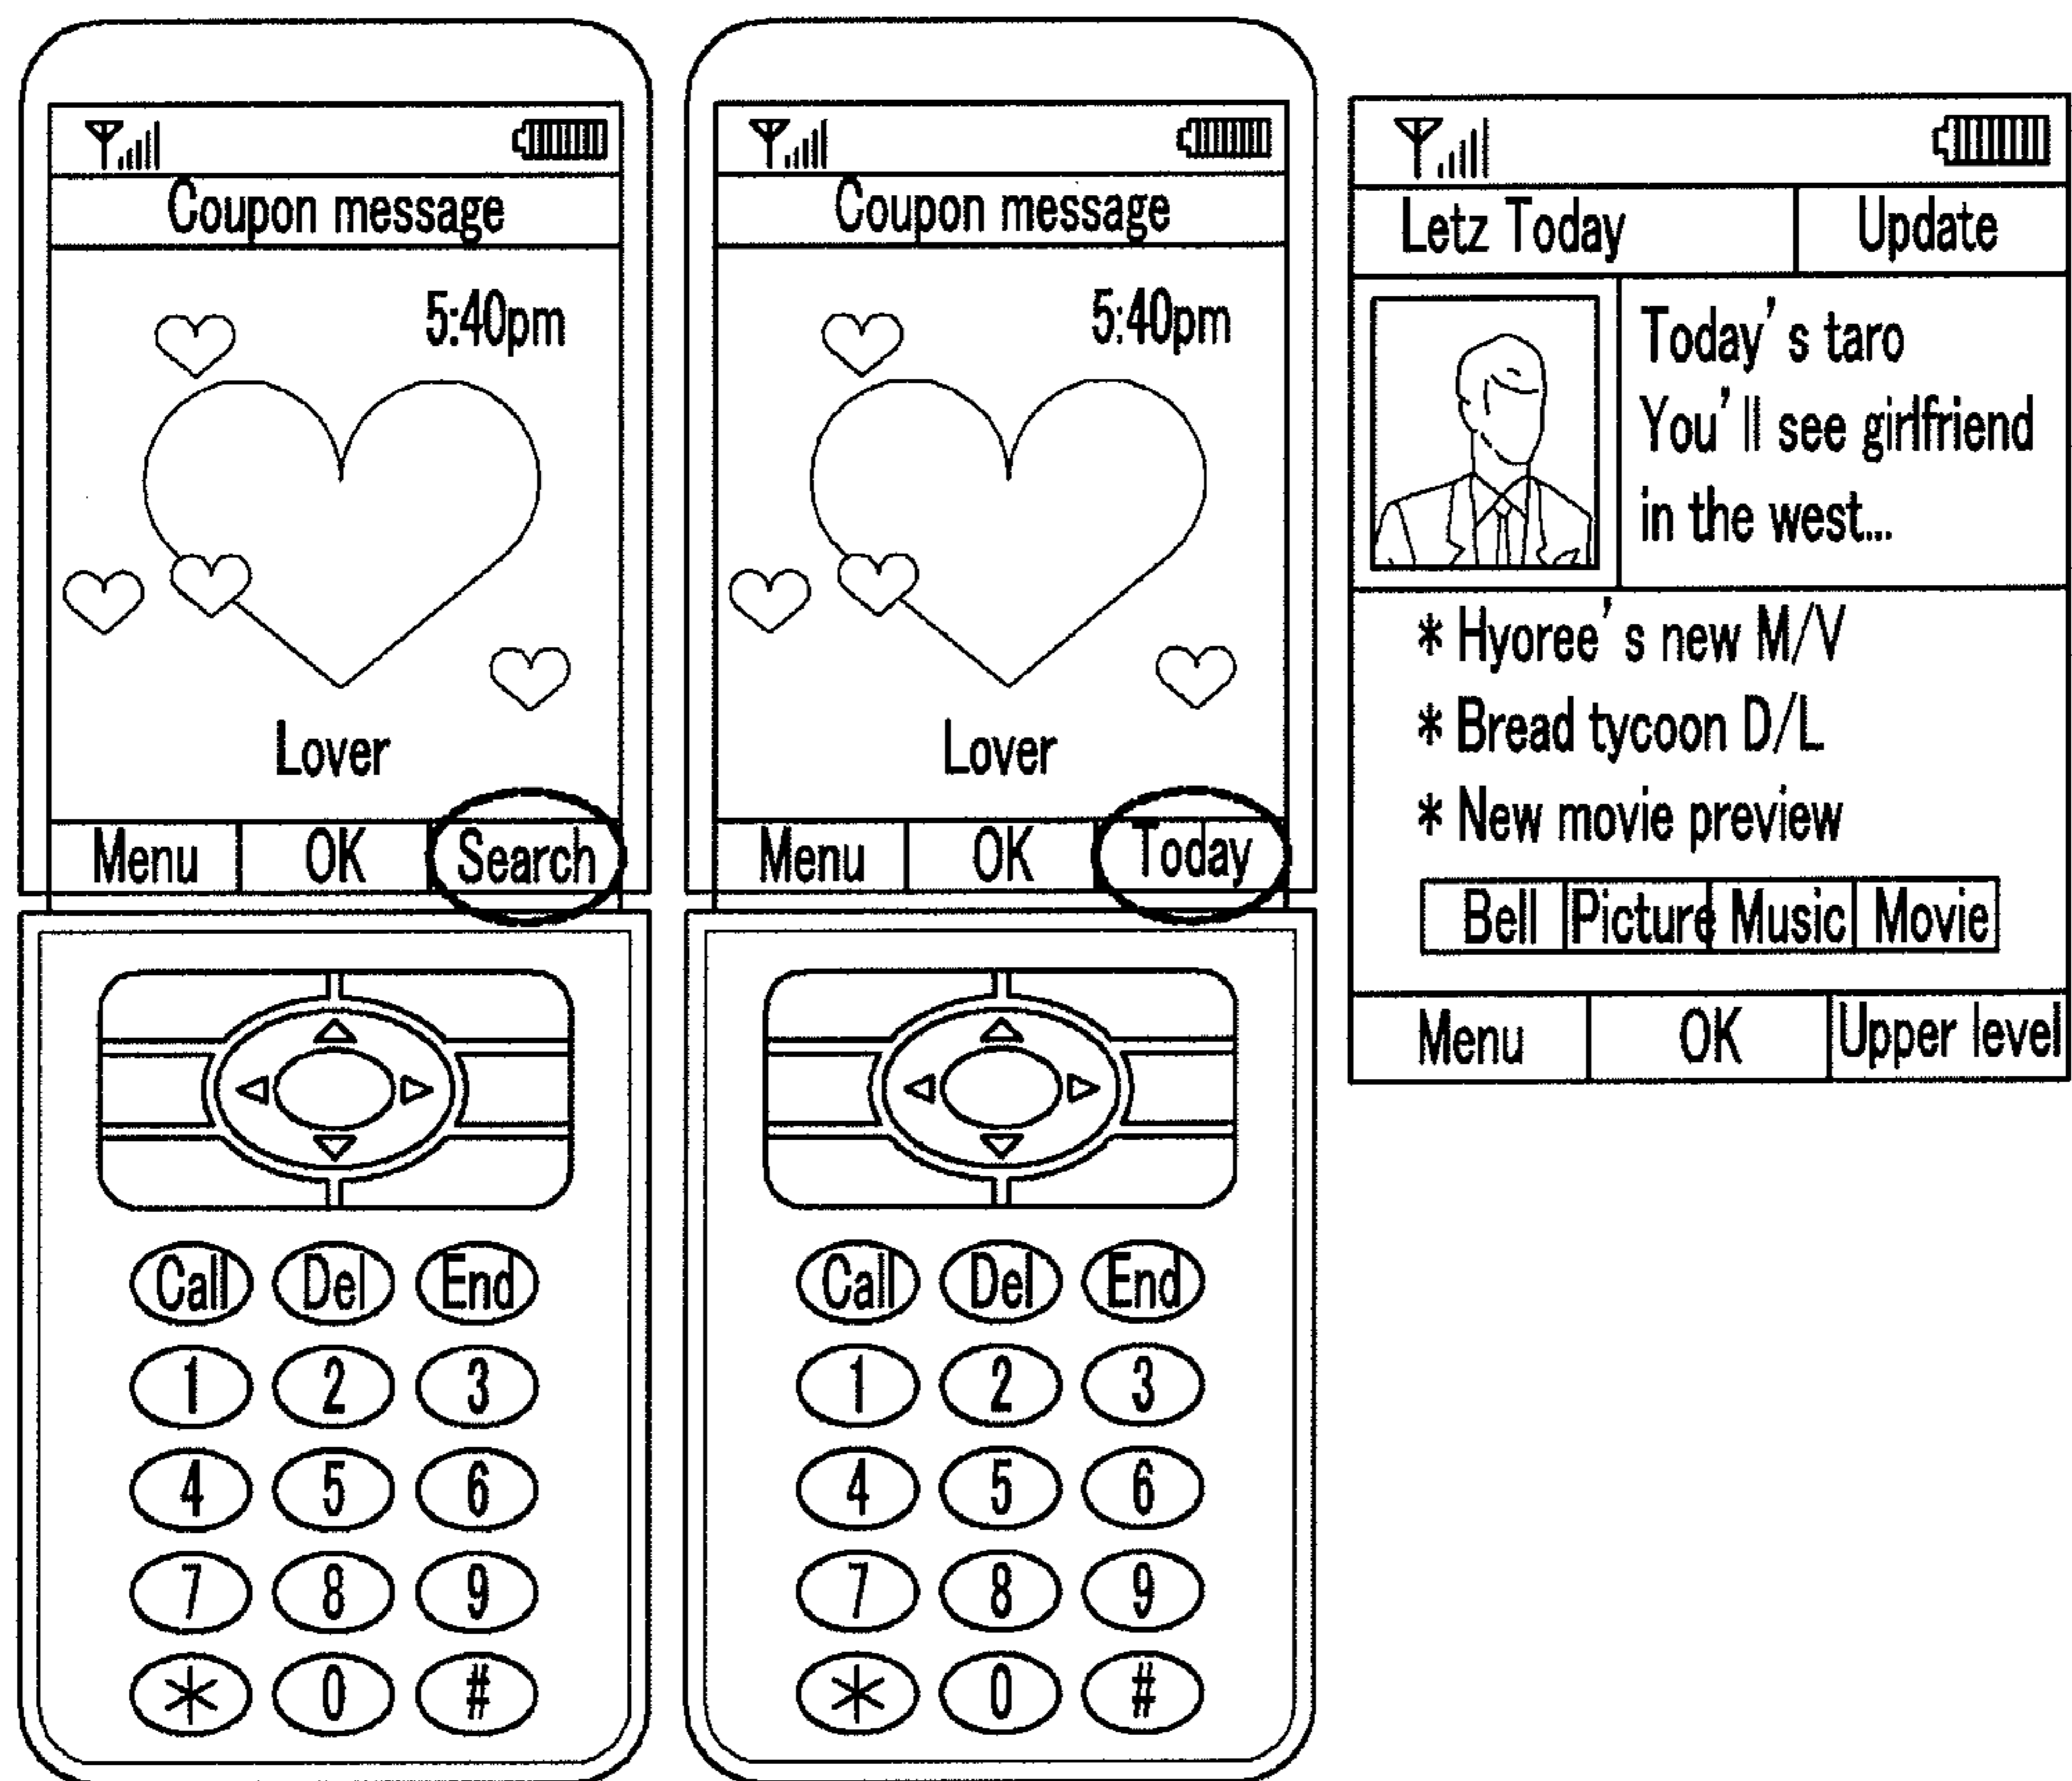 Coupon message
5:40pm
Lover
Menu OK Search
Call Del End
1 2 3
4 5 6
7 8 9
* 0 #
Coupon message
5:40pm
Lover
Menu OK Today
Call Del End
1 2 3
4 5 6
7 8 9
* 0 #
Letz Today Update
Today's taro
You'll see girlfriend
in the west...
* Hyoree's new M/V
* Bread tycoon D/L
* New movie preview
Bell Picture Music Movie
Menu OK Upper level